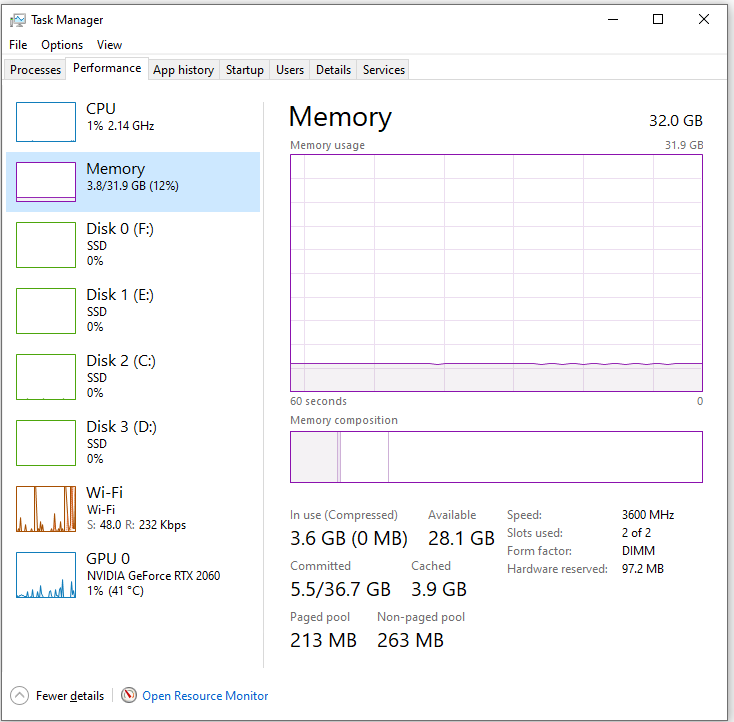 Task Manager
File Options View
Processes Performance App history Startup Users Details Services
CPU
1% 2.14 GHz
Memory
3.8/31.9 GB (12%)
Disk 0 (F:)
SSD
0%
Disk 1 (E:)
SSD
0%
Disk 2 (C:)
SSD
0%
Disk 3 (D:)
SSD
0%
Wi-Fi
Wi-Fi
S: 48.0 R: 232 Kbps
GPU 0
NVIDIA GeForce RTX 2060
1% (41 °C)
Memory 32.0 GB
Memory usage 31.9 GB
60 seconds 0
Memory composition
In use (Compressed) Available
3.6 GB (0 MB) 28.1 GB
Committed Cached
5.5/36.7 GB 3.9 GB
Paged pool Non-paged pool
213 MB 263 MB
Speed: 3600 MHz
Slots used: 2 of 2
Form factor: DIMM
Hardware reserved: 97.2 MB
Fewer details Open Resource Monitor